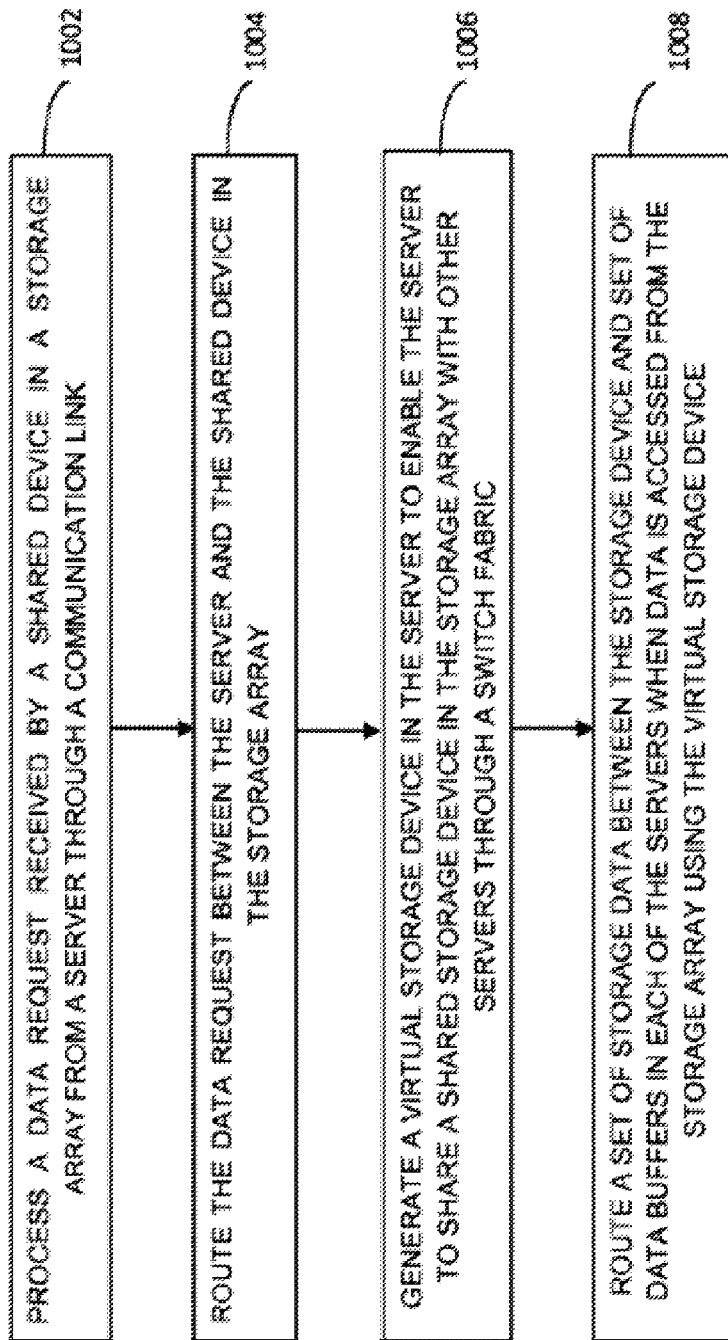 PROCESS A DATA REQUEST RECEIVED BY A SHARED DEVICE IN A STORAGE
ARRAY FROM A SERVER THROUGH A COMMUNICATION LINK
1002
ROUTE THE DATA REQUEST BETWEEN THE SERVER AND THE SHARED DEVICE IN
THE STORAGE ARRAY
1004
GENERATE A VIRTUAL STORAGE DEVICE IN THE SERVER TO ENABLE THE SERVER
TO SHARE A SHARED STORAGE DEVICE IN THE STORAGE ARRAY WITH OTHER
SERVERS THROUGH A SWITCH FABRIC
1006
ROUTE A SET OF STORAGE DATA BETWEEN THE STORAGE DEVICE AND SET OF
DATA BUFFERS IN EACH OF THE SERVERS WHEN DATA IS ACCESSED FROM THE
STORAGE ARRAY USING THE VIRTUAL STORAGE DEVICE
1008